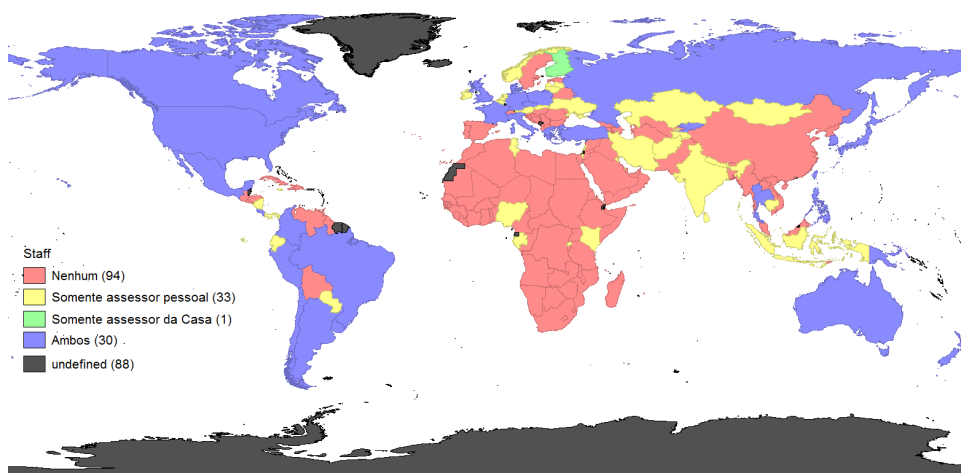 Staff
Nenhum (94)
Somente assessor pessoal (33)
Somente assessor da Casa (1)
Ambos (30)
undefined (88)